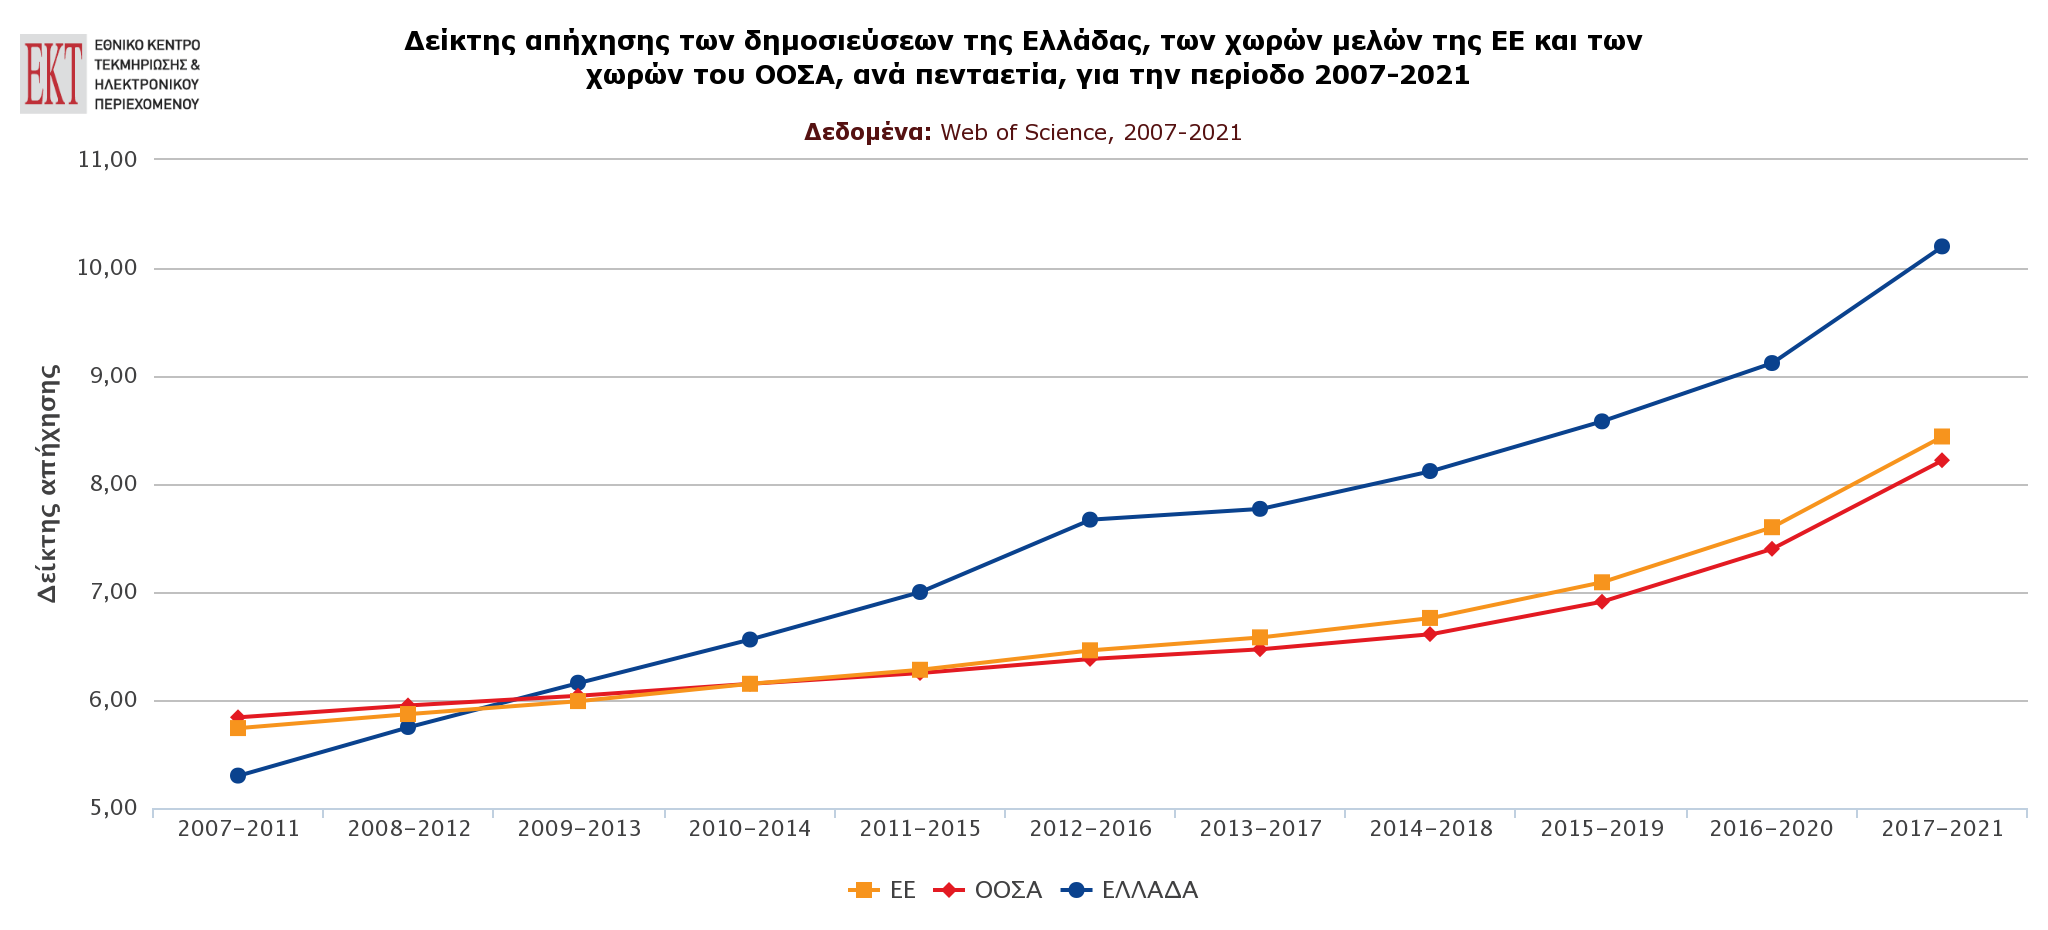 ΕΚΤ
ΕΘΝΙΚΟ ΚΕΝΤΡΟ
ΤΕΚΜΗΡΙΩΣΗΣ &
ΗΛΕΚΤΡΟΝΙΚΟΥ
ΠΕΡΙΕΧΟΜΕΝΟΥ
Δείκτης απήχησης των δημοσιεύσεων της Ελλάδας, των χωρών μελών της ΕΕ και των
χωρών του ΟΟΣΑ, ανά πενταετία, για την περίοδο 2007-2021
Δεδομένα: Web of Science, 2007-2021
Δείκτης απήχησης
11,00
10,00
9,00
8,00
7,00
6,00
5,00
2007–2011 2008–2012 2009–2013 2010–2014 2011–2015 2012–2016 2013–2017 2014–2018 2015–2019 2016–2020 2017–2021
ΕΕ ΟΟΣΑ ΕΛΛΑΔΑ